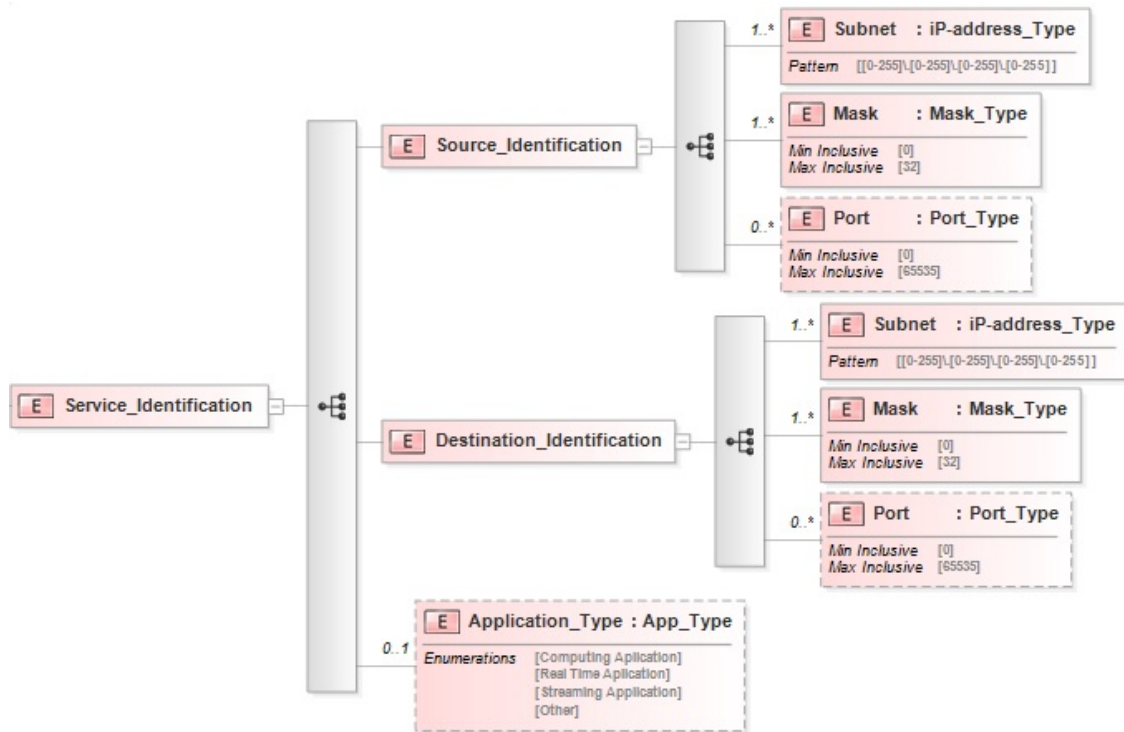 1..*
E Subnet : iP-address_Type
Pattern [[0-255]\.[0-255]\.[0-255]\.[0-255]]
1..*
E Mask : Mask_Type
Min Inclusive [0]
Max Inclusive [32]
E Source_Identification
0..*
E Port : Port_Type
Min Inclusive [0]
Max Inclusive [65535]
E Service_Identification
1..*
E Subnet : iP-address_Type
Pattern [[0-255]\.[0-255]\.[0-255]\.[0-255]]
1..*
E Mask : Mask_Type
Min Inclusive [0]
Max Inclusive [32]
E Destination_Identification
0..*
E Port : Port_Type
Min Inclusive [0]
Max Inclusive [65535]
0..1
E Application_Type : App_Type
Enumerations [Computing Aplication]
[Real Time Aplication]
[Streaming Application]
[Other]